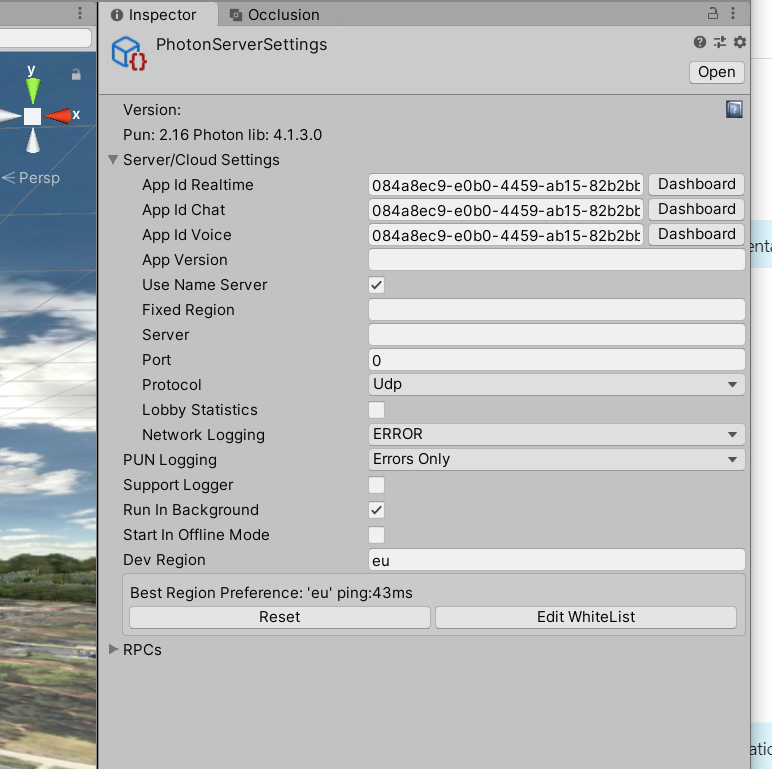 Inspector
Occlusion
PhotonServerSettings
Open
Version:
Pun: 2.16 Photon lib: 4.1.3.0
Server/Cloud Settings
App Id Realtime 084a8ec9-e0b0-4459-ab15-82b2bb Dashboard
App Id Chat 084a8ec9-e0b0-4459-ab15-82b2bb Dashboard
App Id Voice 084a8ec9-e0b0-4459-ab15-82b2bb Dashboard
App Version
Use Name Server
Fixed Region
Server
Port 0
Protocol Udp
Lobby Statistics
Network Logging ERROR
PUN Logging Errors Only
Support Logger
Run In Background
Start In Offline Mode
Dev Region eu
Best Region Preference: 'eu' ping:43ms
Reset Edit WhiteList
RPCs
y
x
Persp